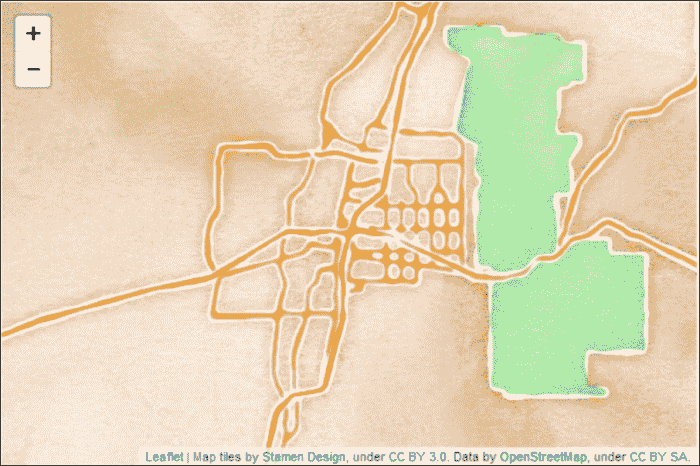 +
−
Leaflet | Map tiles by Stamen Design, under CC BY 3.0. Data by OpenStreetMap, under CC BY SA.